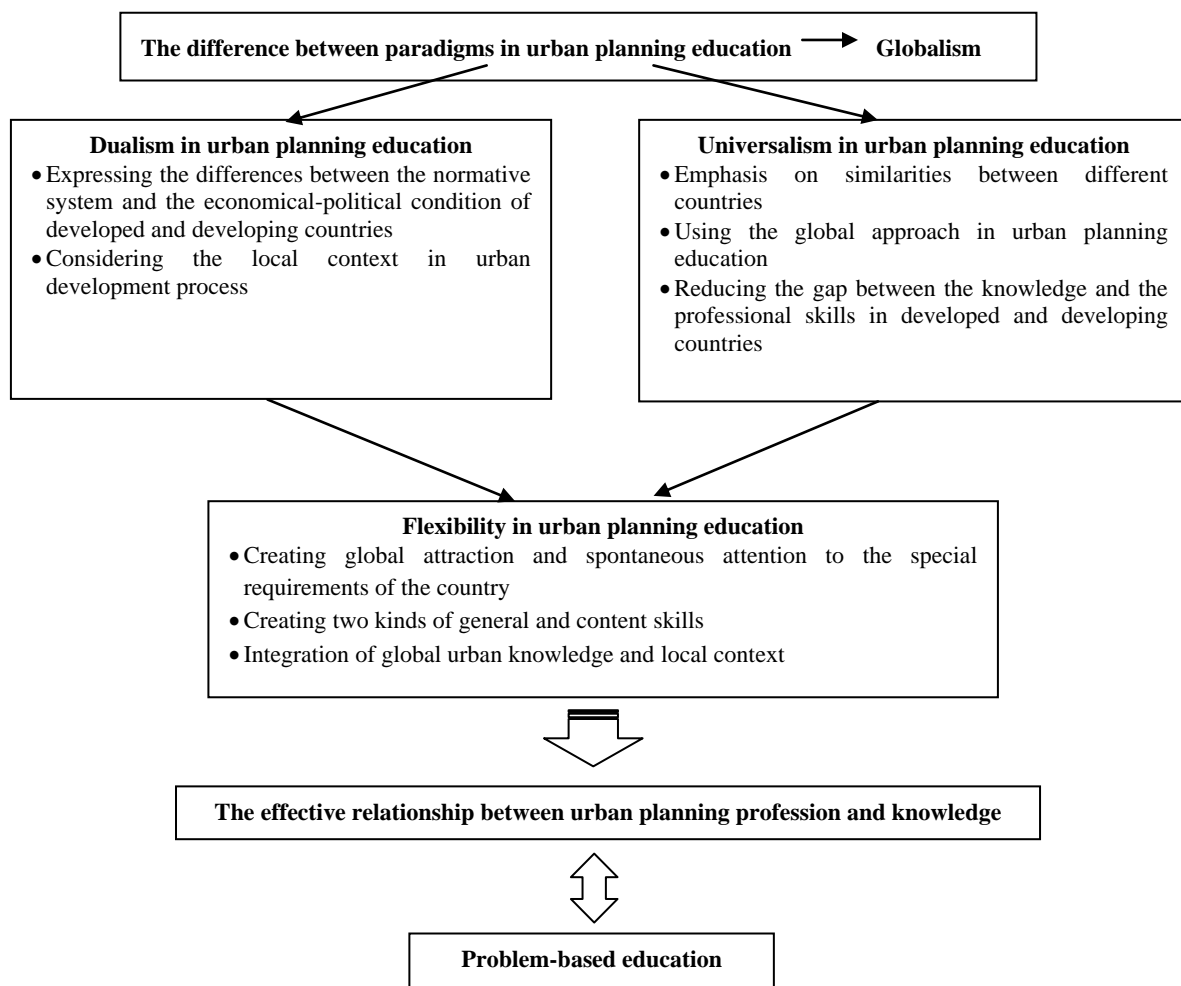 The difference between paradigms in urban planning education Globalism
Dualism in urban planning education
• Expressing the differences between the normative
system and the economical-political condition of
developed and developing countries
• Considering the local context in urban
development process
Universalism in urban planning education
• Emphasis on similarities between different
countries
• Using the global approach in urban planning
education
• Reducing the gap between the knowledge and the
professional skills in developed and developing
countries
Flexibility in urban planning education
• Creating global attraction and spontaneous attention to the special
requirements of the country
• Creating two kinds of general and content skills
• Integration of global urban knowledge and local context
The effective relationship between urban planning profession and knowledge
Problem-based education